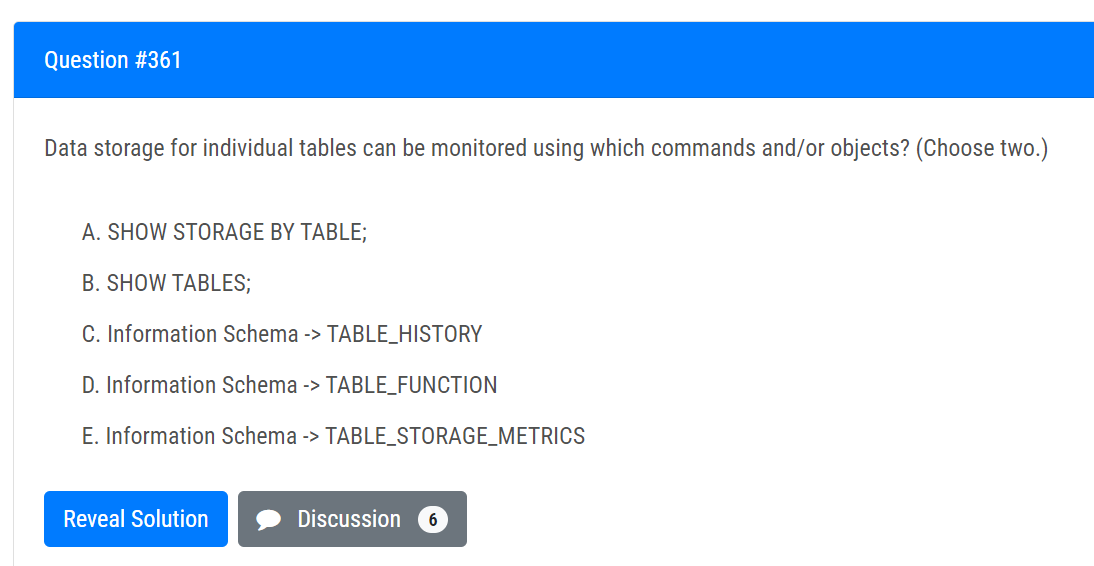 Question #361
Data storage for individual tables can be monitored using which commands and/or objects? (Choose two.)
A. SHOW STORAGE BY TABLE;
B. SHOW TABLES;
C. Information Schema -> TABLE_HISTORY
D. Information Schema -> TABLE_FUNCTION
E. Information Schema -> TABLE_STORAGE_METRICS
Reveal Solution Discussion 6